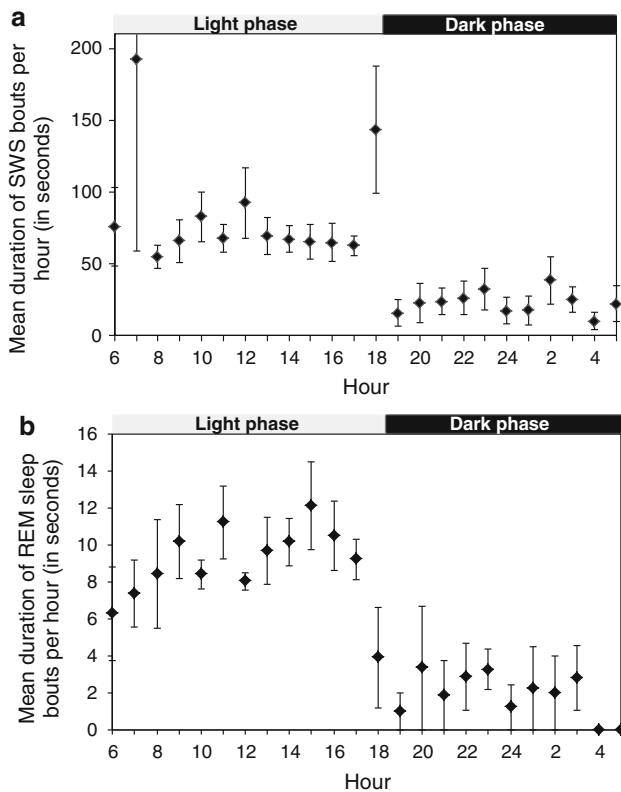 a
Light phase Dark phase
Mean duration of SWS bouts per
hour (in seconds)
200
150
100
50
0
6 8 10 12 14 16 18 20 22 24 2 4
Hour
b
Light phase Dark phase
Mean duration of REM sleep
bouts per hour (in seconds)
16
14
12
10
8
6
4
2
0
6 8 10 12 14 16 18 20 22 24 2 4
Hour